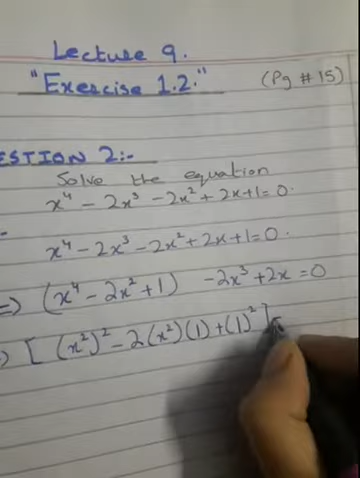 Lecture 9.
"Exercise 1.2." (Pg # 15)
ESTION 2:-
Solve the equation
x⁴ - 2x³ - 2x² + 2x + 1 = 0.
x⁴ - 2x³ - 2x² + 2x + 1 = 0.
=> (x⁴ - 2x² + 1) - 2x³ + 2x = 0
) [ (x²)² - 2(x²)(1) + (1)² ]